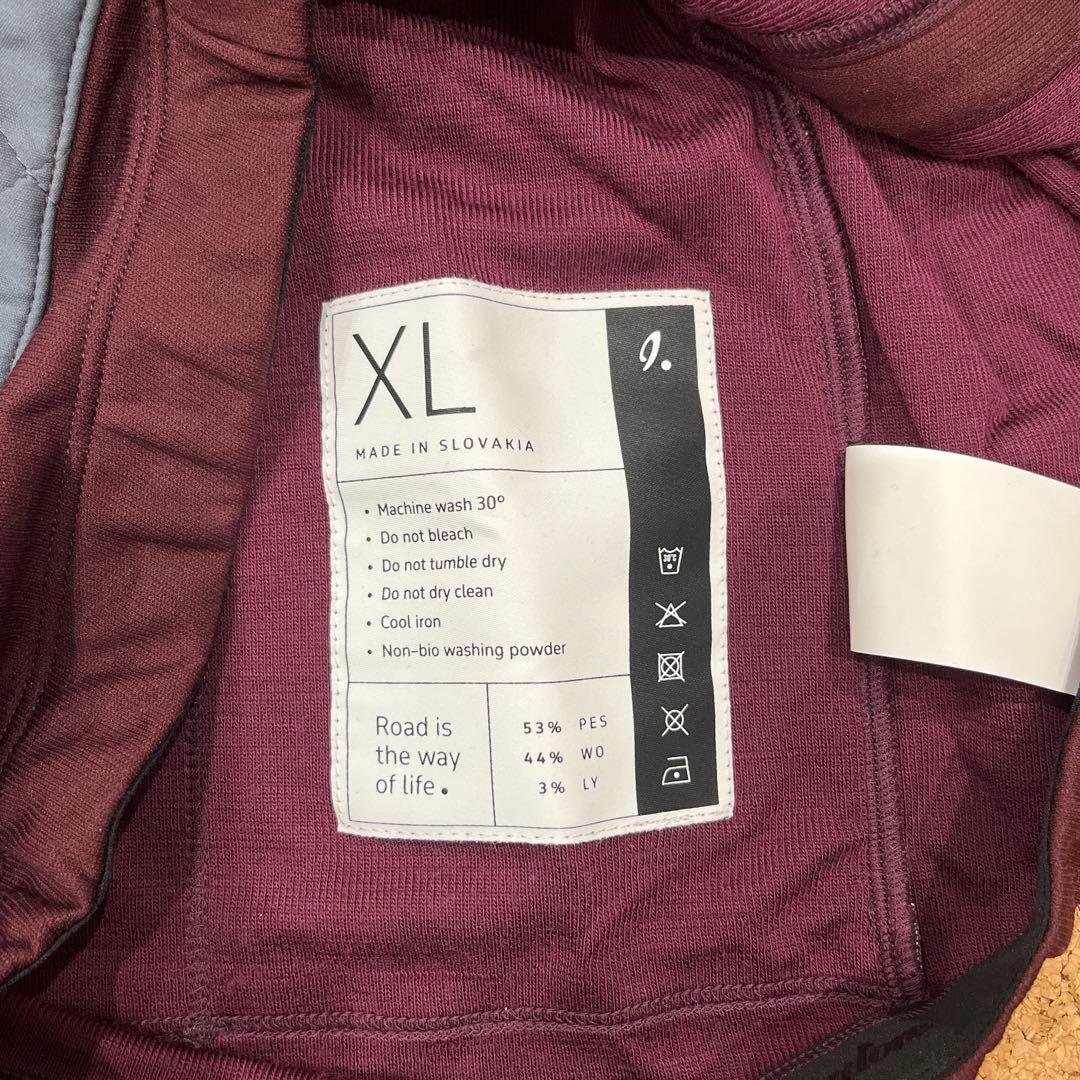 XL
MADE IN SLOVAKIA
• Machine wash 30°
• Do not bleach
• Do not tumble dry
• Do not dry clean
• Cool iron
• Non-bio washing powder
Road is
the way
of life.
53% PES
44% WO
3% LY
30°C